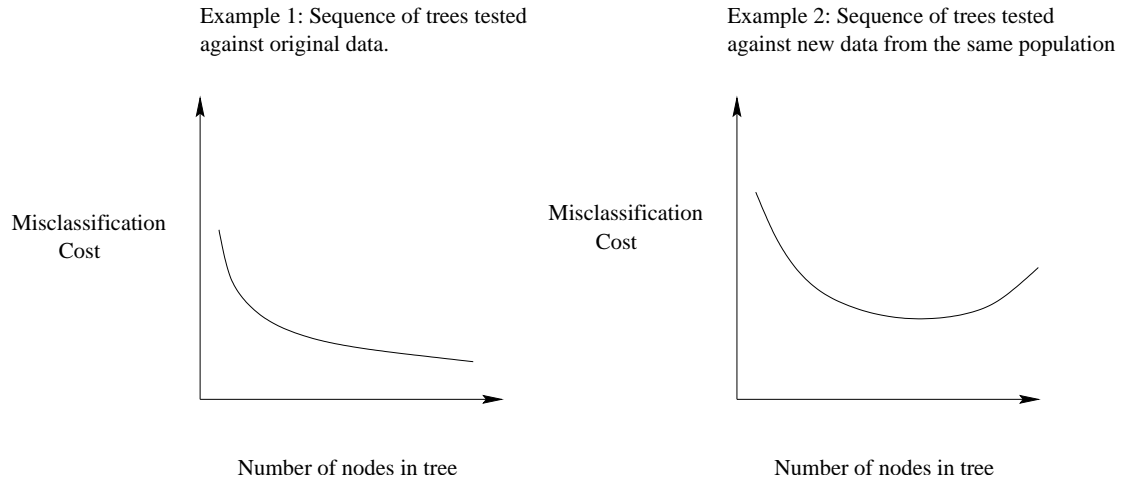 Example 1: Sequence of trees tested
against original data.
Misclassification
Cost
Number of nodes in tree
Example 2: Sequence of trees tested
against new data from the same population
Misclassification
Cost
Number of nodes in tree